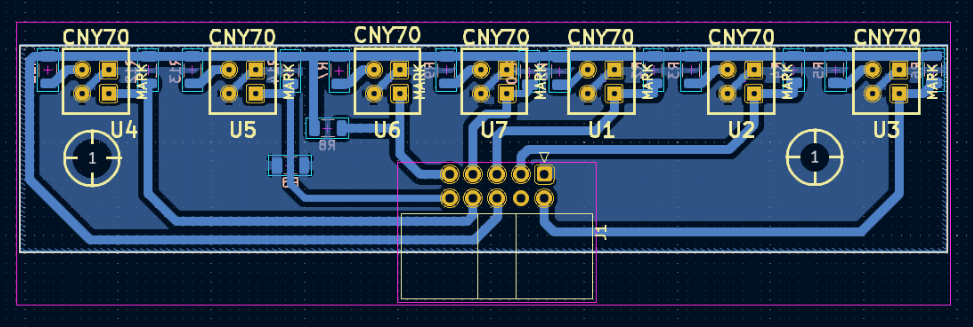 CNY70 CNY70 CNY70 CNY70 CNY70 CNY70 CNY70
MARK MARK MARK MARK MARK MARK MARK
U4 U5 U6 U7 U1 U2 U3
R8
1 1
R9
J1